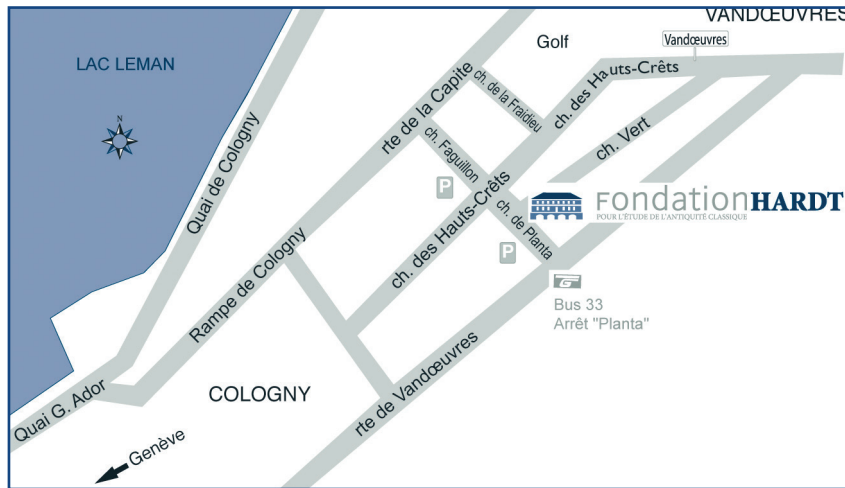 VANDŒUVRES
Vandœuvres
Golf
LAC LEMAN
N
Quai de Cologny
rte de la Capite
ch. de la Fraidieu
ch. des Hauts-Crêts
ch. Vert
ch. Faguillon
P
ch. de Planta
Fondation HARDT
POUR L'ÉTUDE DE L'ANTIQUITÉ CLASSIQUE
ch. des Hauts-Crêts
P
Rampe de Cologny
Bus 33
Arrêt "Planta"
rte de Vandœuvres
COLOGNY
Quai G. Ador
Genève